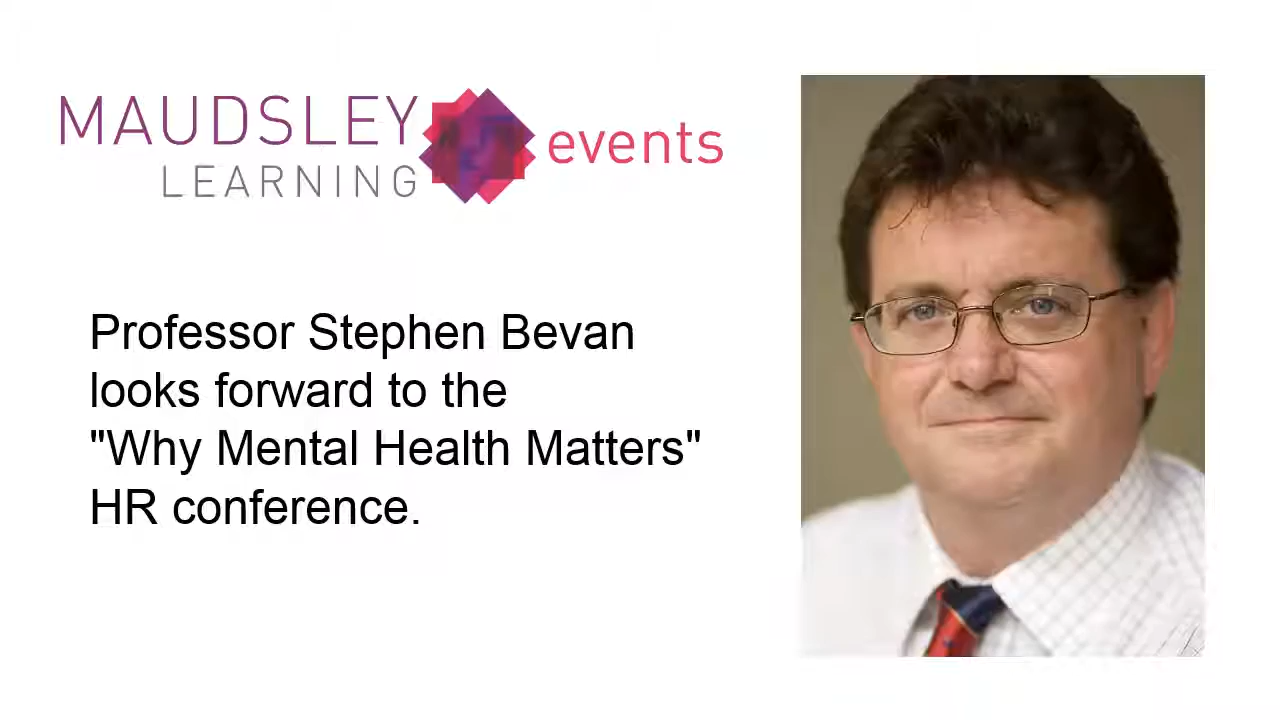 MAUDSLEY
LEARNING
events
Professor Stephen Bevan
looks forward to the
"Why Mental Health Matters"
HR conference.